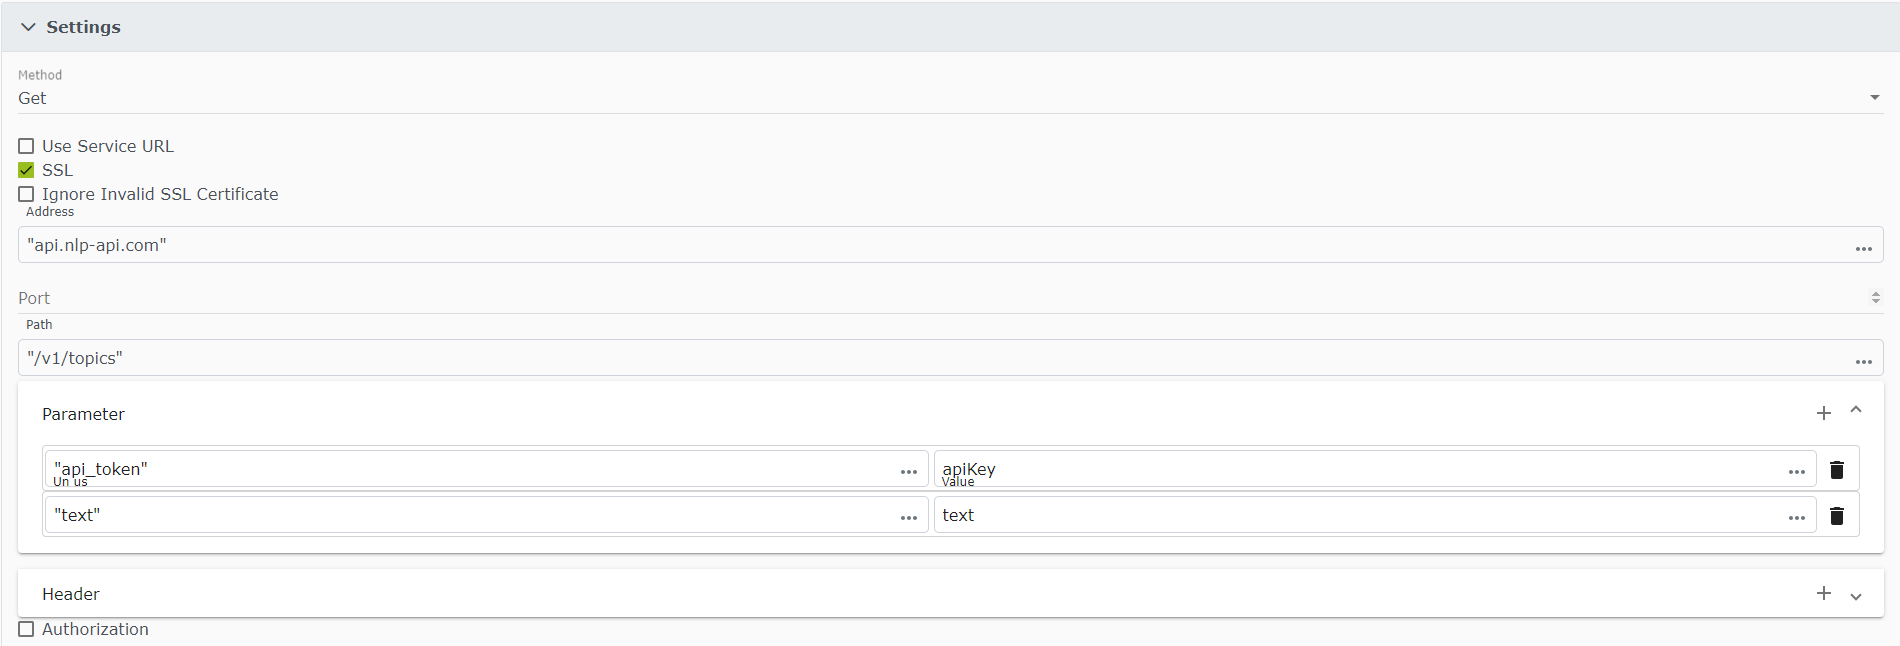 Settings
Method
Get
Use Service URL
SSL
Ignore Invalid SSL Certificate
Address
"api.nlp-api.com"
Port
Path
"/v1/topics"
Parameter
"api_token" apiKey
Un us Value
"text" text
Header
Authorization